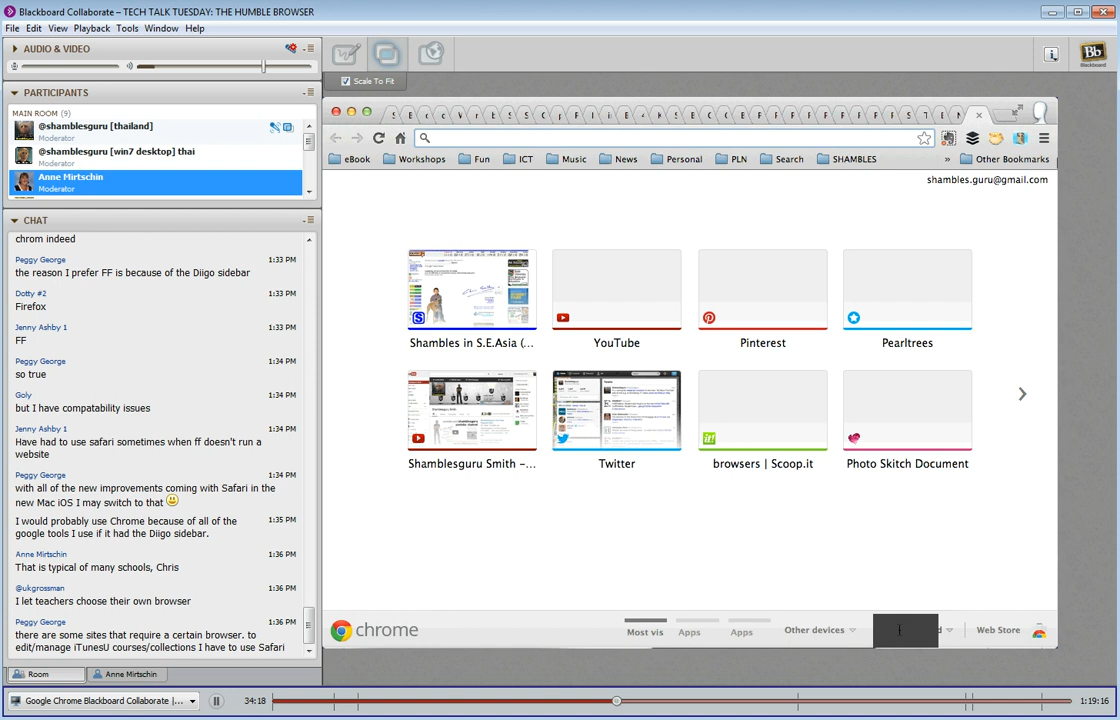 Blackboard Collaborate – TECH TALK TUESDAY: THE HUMBLE BROWSER
File Edit View Playback Tools Window Help
AUDIO & VIDEO
PARTICIPANTS
MAIN ROOM (9)
@shamblesguru [thailand]
Moderator
@shamblesguru [win7 desktop] thai
Moderator
Anne Mirtschin
Moderator
CHAT
chrom indeed
Peggy George 1:33 PM
the reason I prefer FF is because of the Diigo sidebar
Dotty #2 1:33 PM
Firefox
Jenny Ashby 1 1:33 PM
FF
Peggy George 1:34 PM
so true
Goly 1:34 PM
but I have compatability issues
Jenny Ashby 1 1:34 PM
Have had to use safari sometimes when ff doesn't run a
website
Peggy George 1:34 PM
with all of the new improvements coming with Safari in the
new Mac iOS I may switch to that
I would probably use Chrome because of all of the 1:35 PM
google tools I use if it had the Diigo sidebar.
Anne Mirtschin 1:36 PM
That is typical of many schools, Chris
@ukgrossman 1:36 PM
I let teachers choose their own browser
Peggy George 1:36 PM
there are some sites that require a certain browser. to
edit/manage iTunesU courses/collections I have to use Safari
Room Anne Mirtschin
Scale To Fit
Bb
Blackboard
eBook Workshops Fun ICT Music News Personal PLN Search SHAMBLES » Other Bookmarks
shambles.guru@gmail.com
Shambles in S.E.Asia (... YouTube Pinterest Pearltrees
it!
Shamblesguru Smith –... Twitter browsers | Scoop.it Photo Skitch Document
chrome Most vis Apps Apps Other devices d Web Store
Google Chrome Blackboard Collaborate |... 34:18 1:19:16